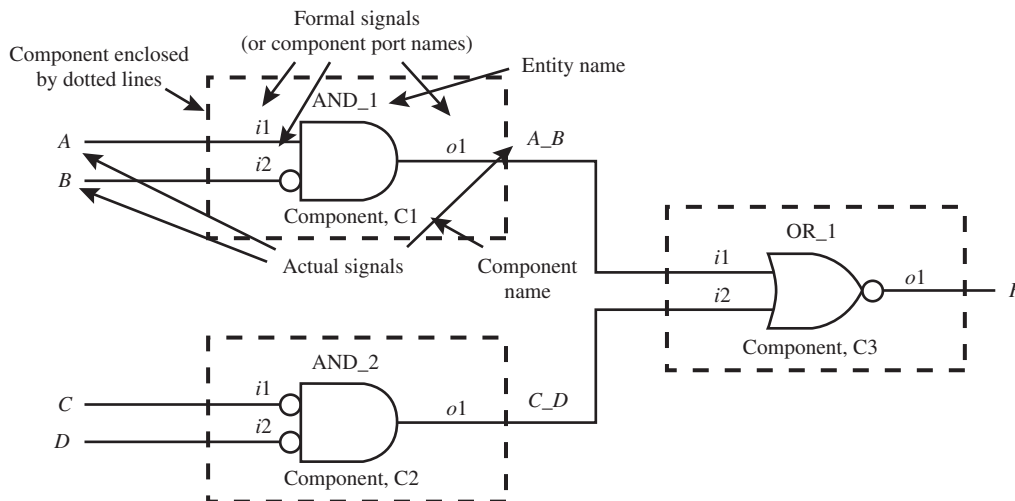 Formal signals
(or component port names)
Component enclosed
by dotted lines
Entity name
AND_1
A
i1
o1
A_B
B
i2
Component, C1
Actual signals
Component
name
OR_1
i1
i2
o1
Component, C3
AND_2
C
i1
o1
C_D
D
i2
Component, C2